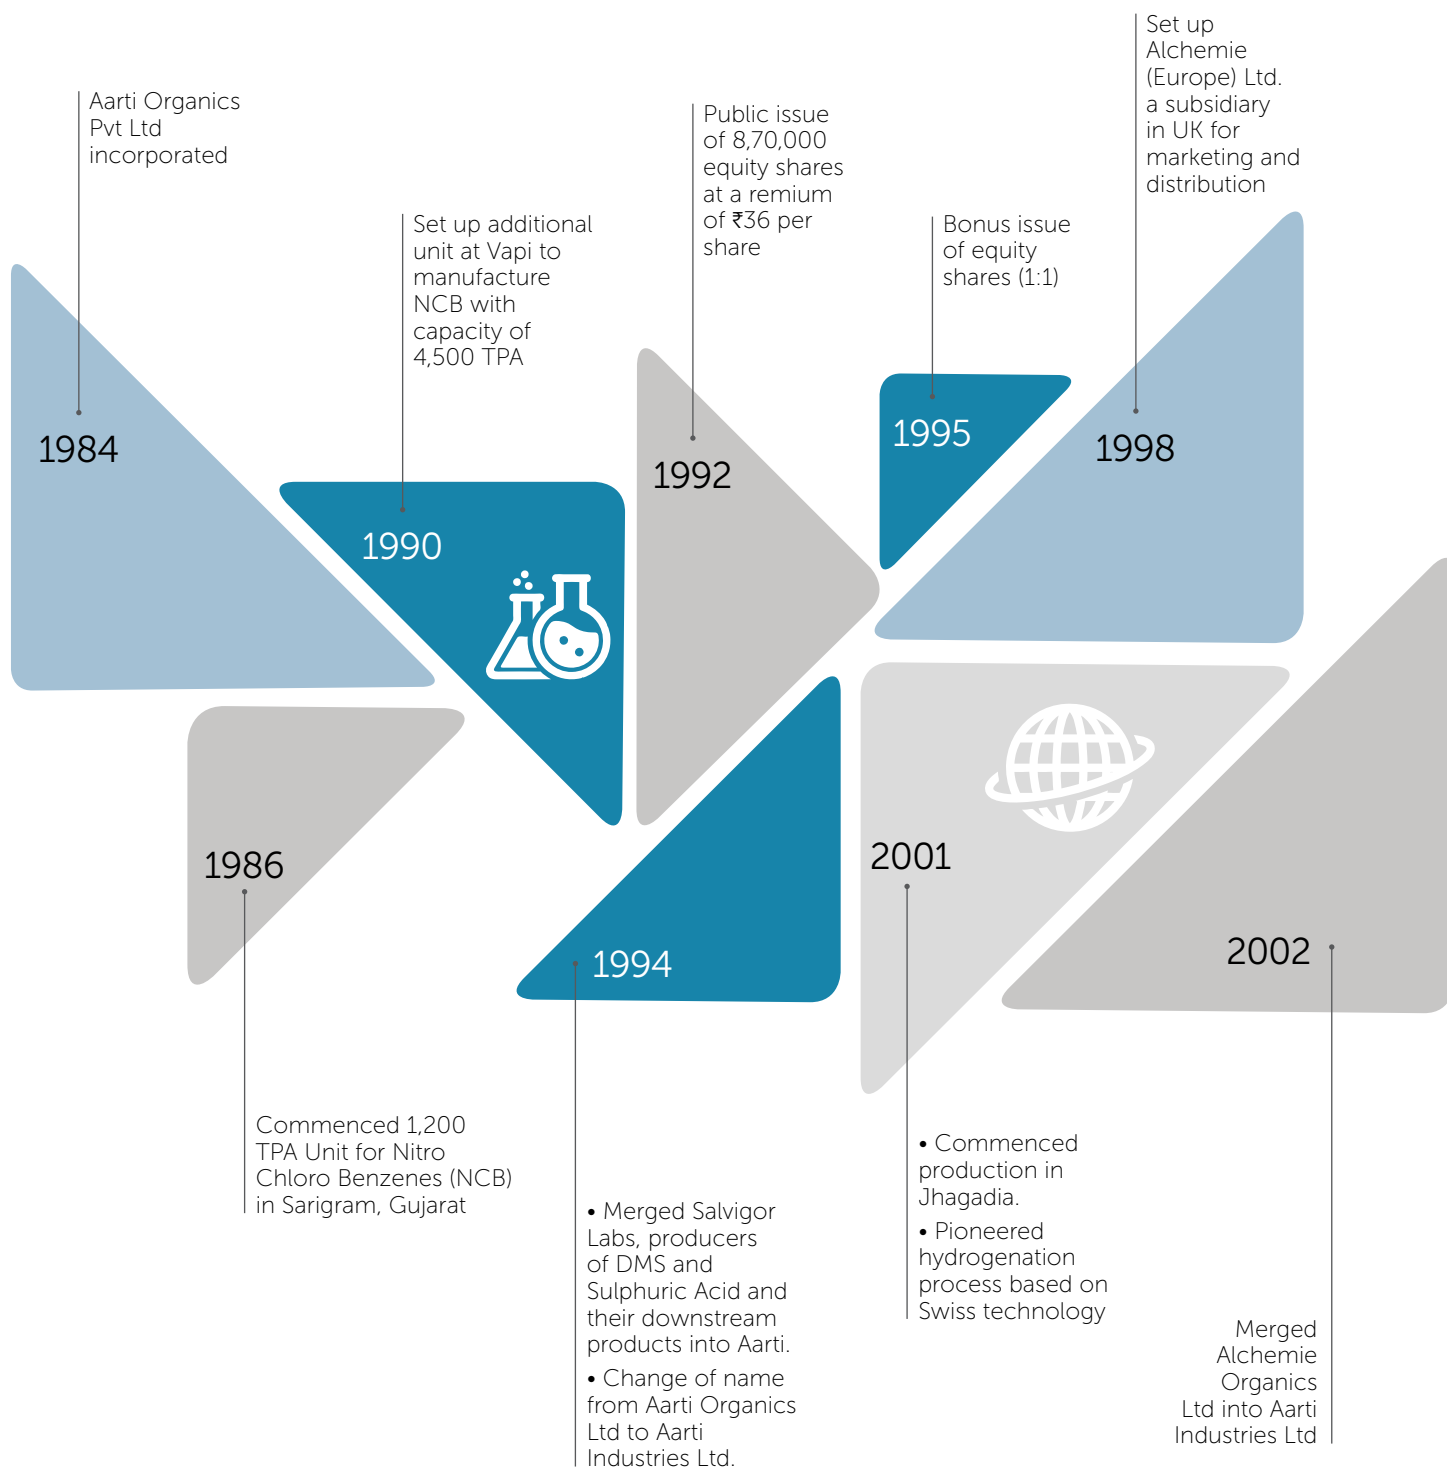 Aarti Organics
Pvt Ltd
incorporated
1984
Commenced 1,200
TPA Unit for Nitro
Chloro Benzenes (NCB)
in Sarigram, Gujarat
1986
Set up additional
unit at Vapi to
manufacture
NCB with
capacity of
4,500 TPA
1990
Public issue
of 8,70,000
equity shares
at a remium
of ₹36 per
share
1992
1994
• Merged Salvigor
Labs, producers
of DMS and
Sulphuric Acid and
their downstream
products into Aarti.
• Change of name
from Aarti Organics
Ltd to Aarti
Industries Ltd.
Bonus issue
of equity
shares (1:1)
1995
Set up
Alchemie
(Europe) Ltd.
a subsidiary
in UK for
marketing and
distribution
1998
2001
• Commenced
production in
Jhagadia.
• Pioneered
hydrogenation
process based on
Swiss technology
2002
Merged
Alchemie
Organics
Ltd into Aarti
Industries Ltd